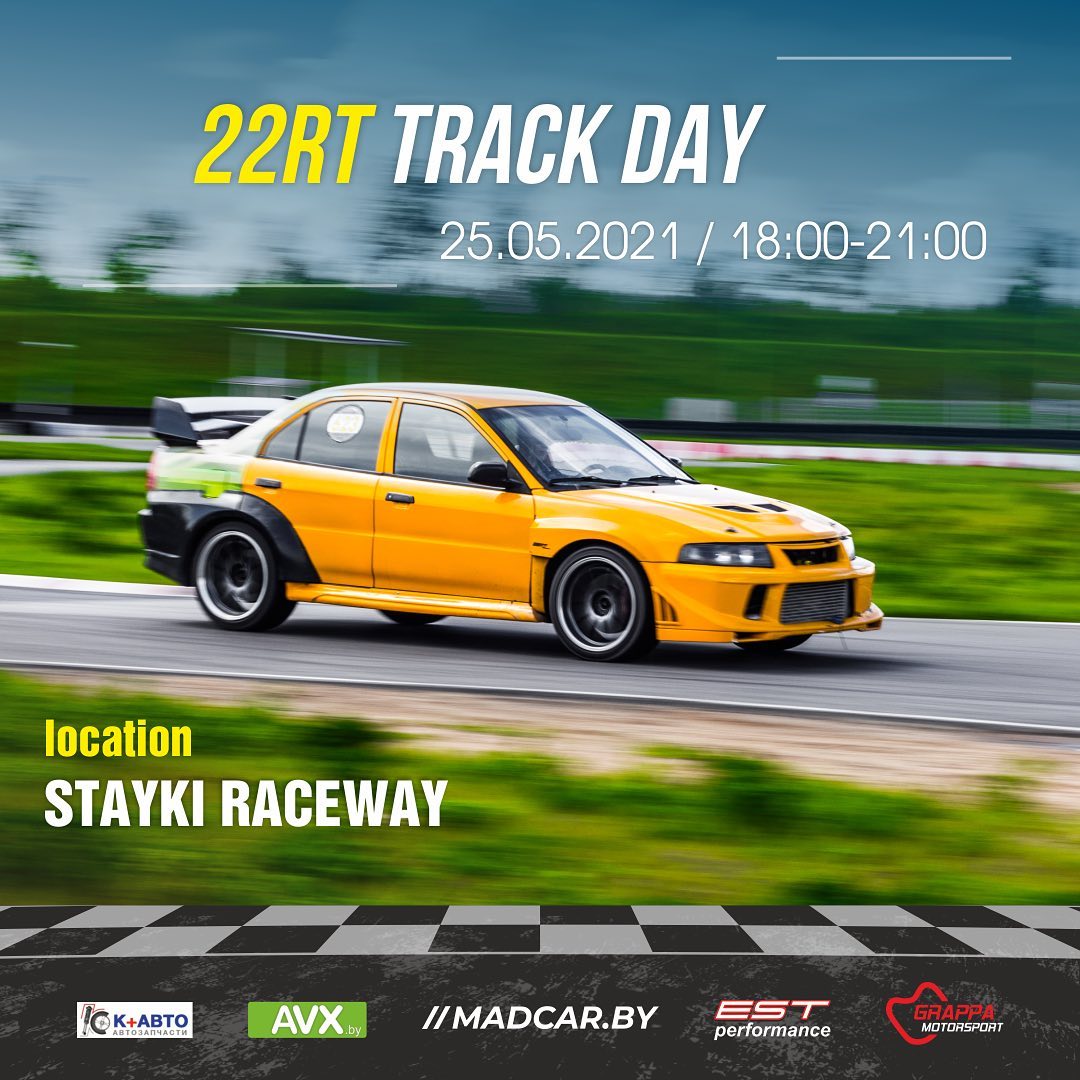 22RT TRACK DAY
25.05.2021 / 18:00-21:00
location
STAYKI RACEWAY
К+АВТО
АВТОЗАПЧАСТИ
AVX.by
//MADCAR.BY
EST
performance
GRAPPA
MOTORSPORT